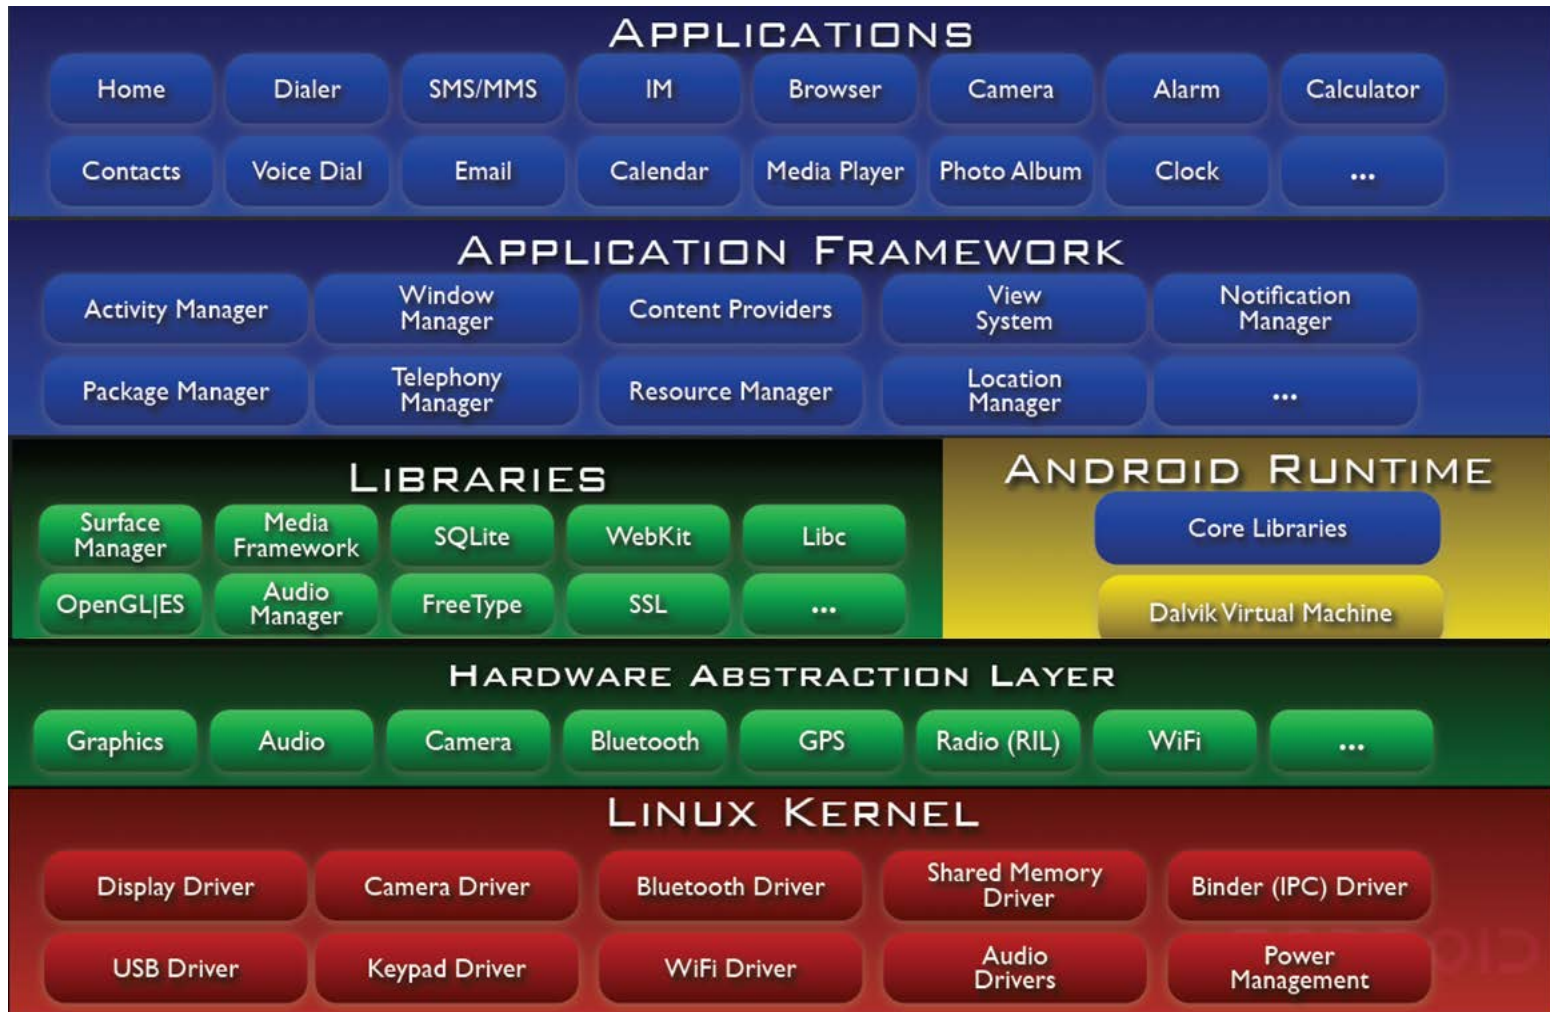 APPLICATIONS
Home Dialer SMS/MMS IM Browser Camera Alarm Calculator
Contacts Voice Dial Email Calendar Media Player Photo Album Clock ...
APPLICATION FRAMEWORK
Activity Manager
Window
Manager
Content Providers
View
System
Notification
Manager
Package Manager
Telephony
Manager
Resource Manager
Location
Manager
...
LIBRARIES
Surface
Manager
Media
Framework
SQLite
WebKit
Libc
OpenGL|ES
Audio
Manager
FreeType
SSL
...
ANDROID RUNTIME
Core Libraries
Dalvik Virtual Machine
HARDWARE ABSTRACTION LAYER
Graphics Audio Camera Bluetooth GPS Radio (RIL) WiFi ...
LINUX KERNEL
Display Driver
Camera Driver
Bluetooth Driver
Shared Memory
Driver
Binder (IPC) Driver
USB Driver
Keypad Driver
WiFi Driver
Audio
Drivers
Power
Management